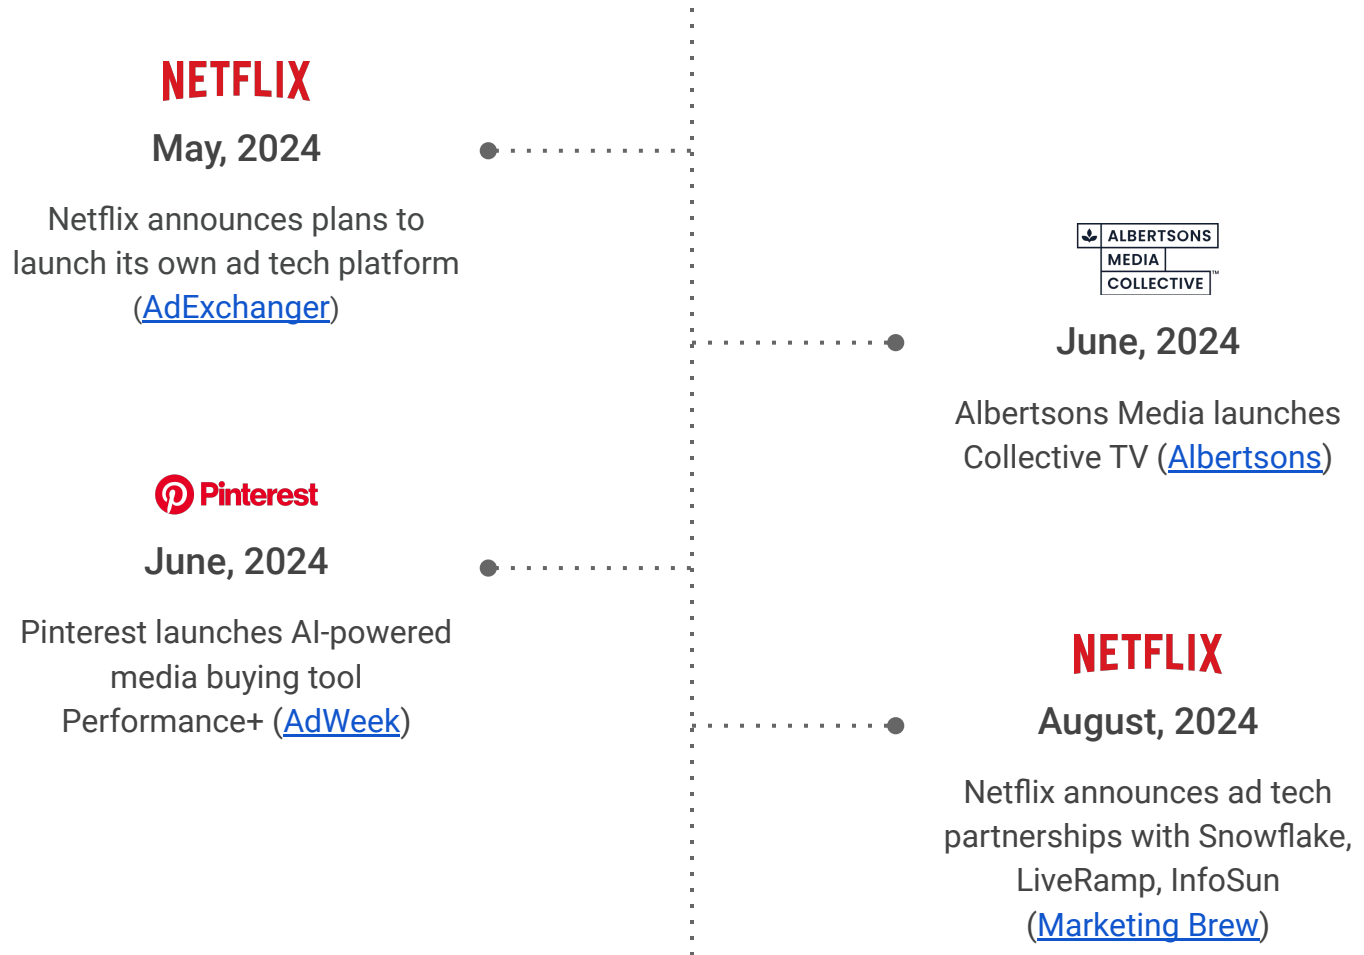 NETFLIX
May, 2024
Netflix announces plans to
launch its own ad tech platform
(AdExchanger)
ALBERTSONS
MEDIA
COLLECTIVE™
June, 2024
Albertsons Media launches
Collective TV (Albertsons)
Pinterest
June, 2024
Pinterest launches AI-powered
media buying tool
Performance+ (AdWeek)
NETFLIX
August, 2024
Netflix announces ad tech
partnerships with Snowflake,
LiveRamp, InfoSun
(Marketing Brew)